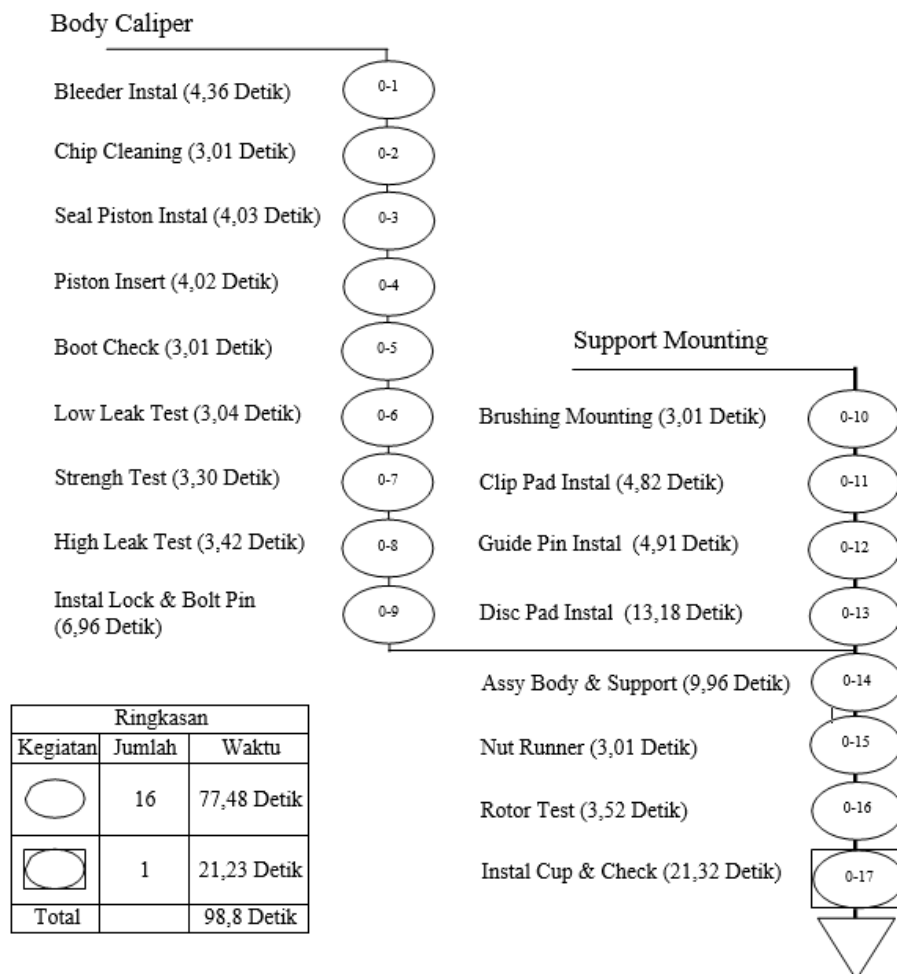 Body Caliper
Bleeder Instal (4,36 Detik)
0-1
Chip Cleaning (3,01 Detik)
0-2
Seal Piston Instal (4,03 Detik)
0-3
Piston Insert (4,02 Detik)
0-4
Boot Check (3,01 Detik)
0-5
Low Leak Test (3,04 Detik)
0-6
Strengh Test (3,30 Detik)
0-7
High Leak Test (3,42 Detik)
0-8
Instal Lock & Bolt Pin
(6,96 Detik)
0-9
Support Mounting
Brushing Mounting (3,01 Detik)
0-10
Clip Pad Instal (4,82 Detik)
0-11
Guide Pin Instal (4,91 Detik)
0-12
Disc Pad Instal (13,18 Detik)
0-13
Assy Body & Support (9,96 Detik)
0-14
Nut Runner (3,01 Detik)
0-15
Rotor Test (3,52 Detik)
0-16
Instal Cup & Check (21,32 Detik)
0-17
Ringkasan
Kegiatan Jumlah Waktu
16 77,48 Detik
1 21,23 Detik
Total 98,8 Detik